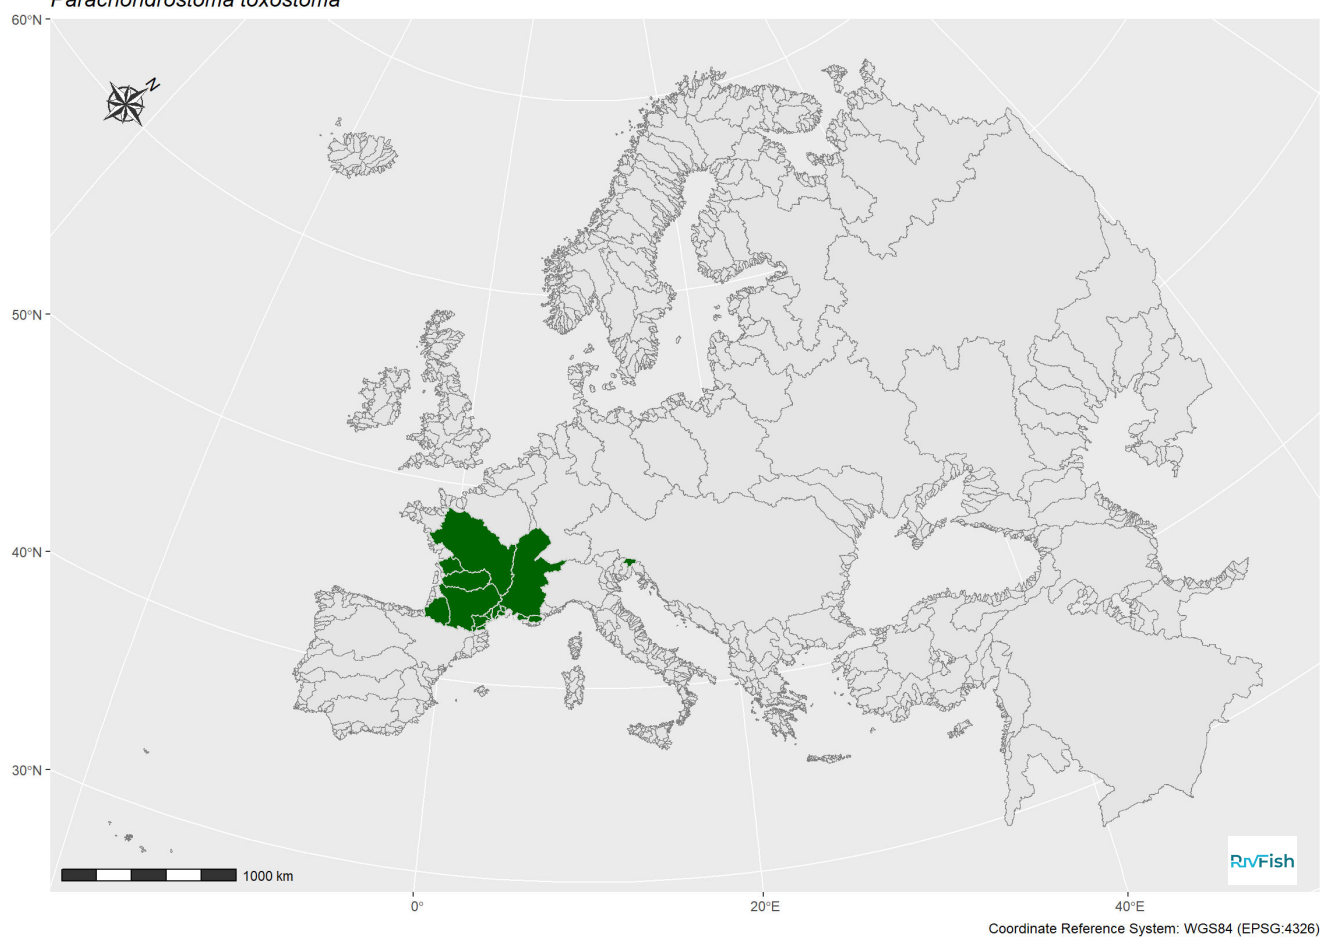 Parachondrostoma toxostoma
60°N
N
50°N
40°N
30°N
1000 km
RivFish
0°
20°E
40°E
Coordinate Reference System: WGS84 (EPSG:4326)